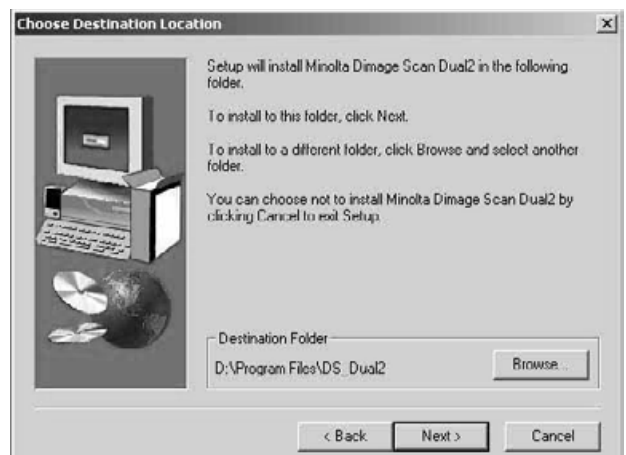 Choose Destination Location
Setup will install Minolta Dimage Scan Dual2 in the following
folder.
To install to this folder, click Next.
To install to a different folder, click Browse and select another
folder.
You can choose not to install Minolta Dimage Scan Dual2 by
clicking Cancel to exit Setup.
Destination Folder
D:\Program Files\DS_Dual2
Browse...
< Back
Next >
Cancel